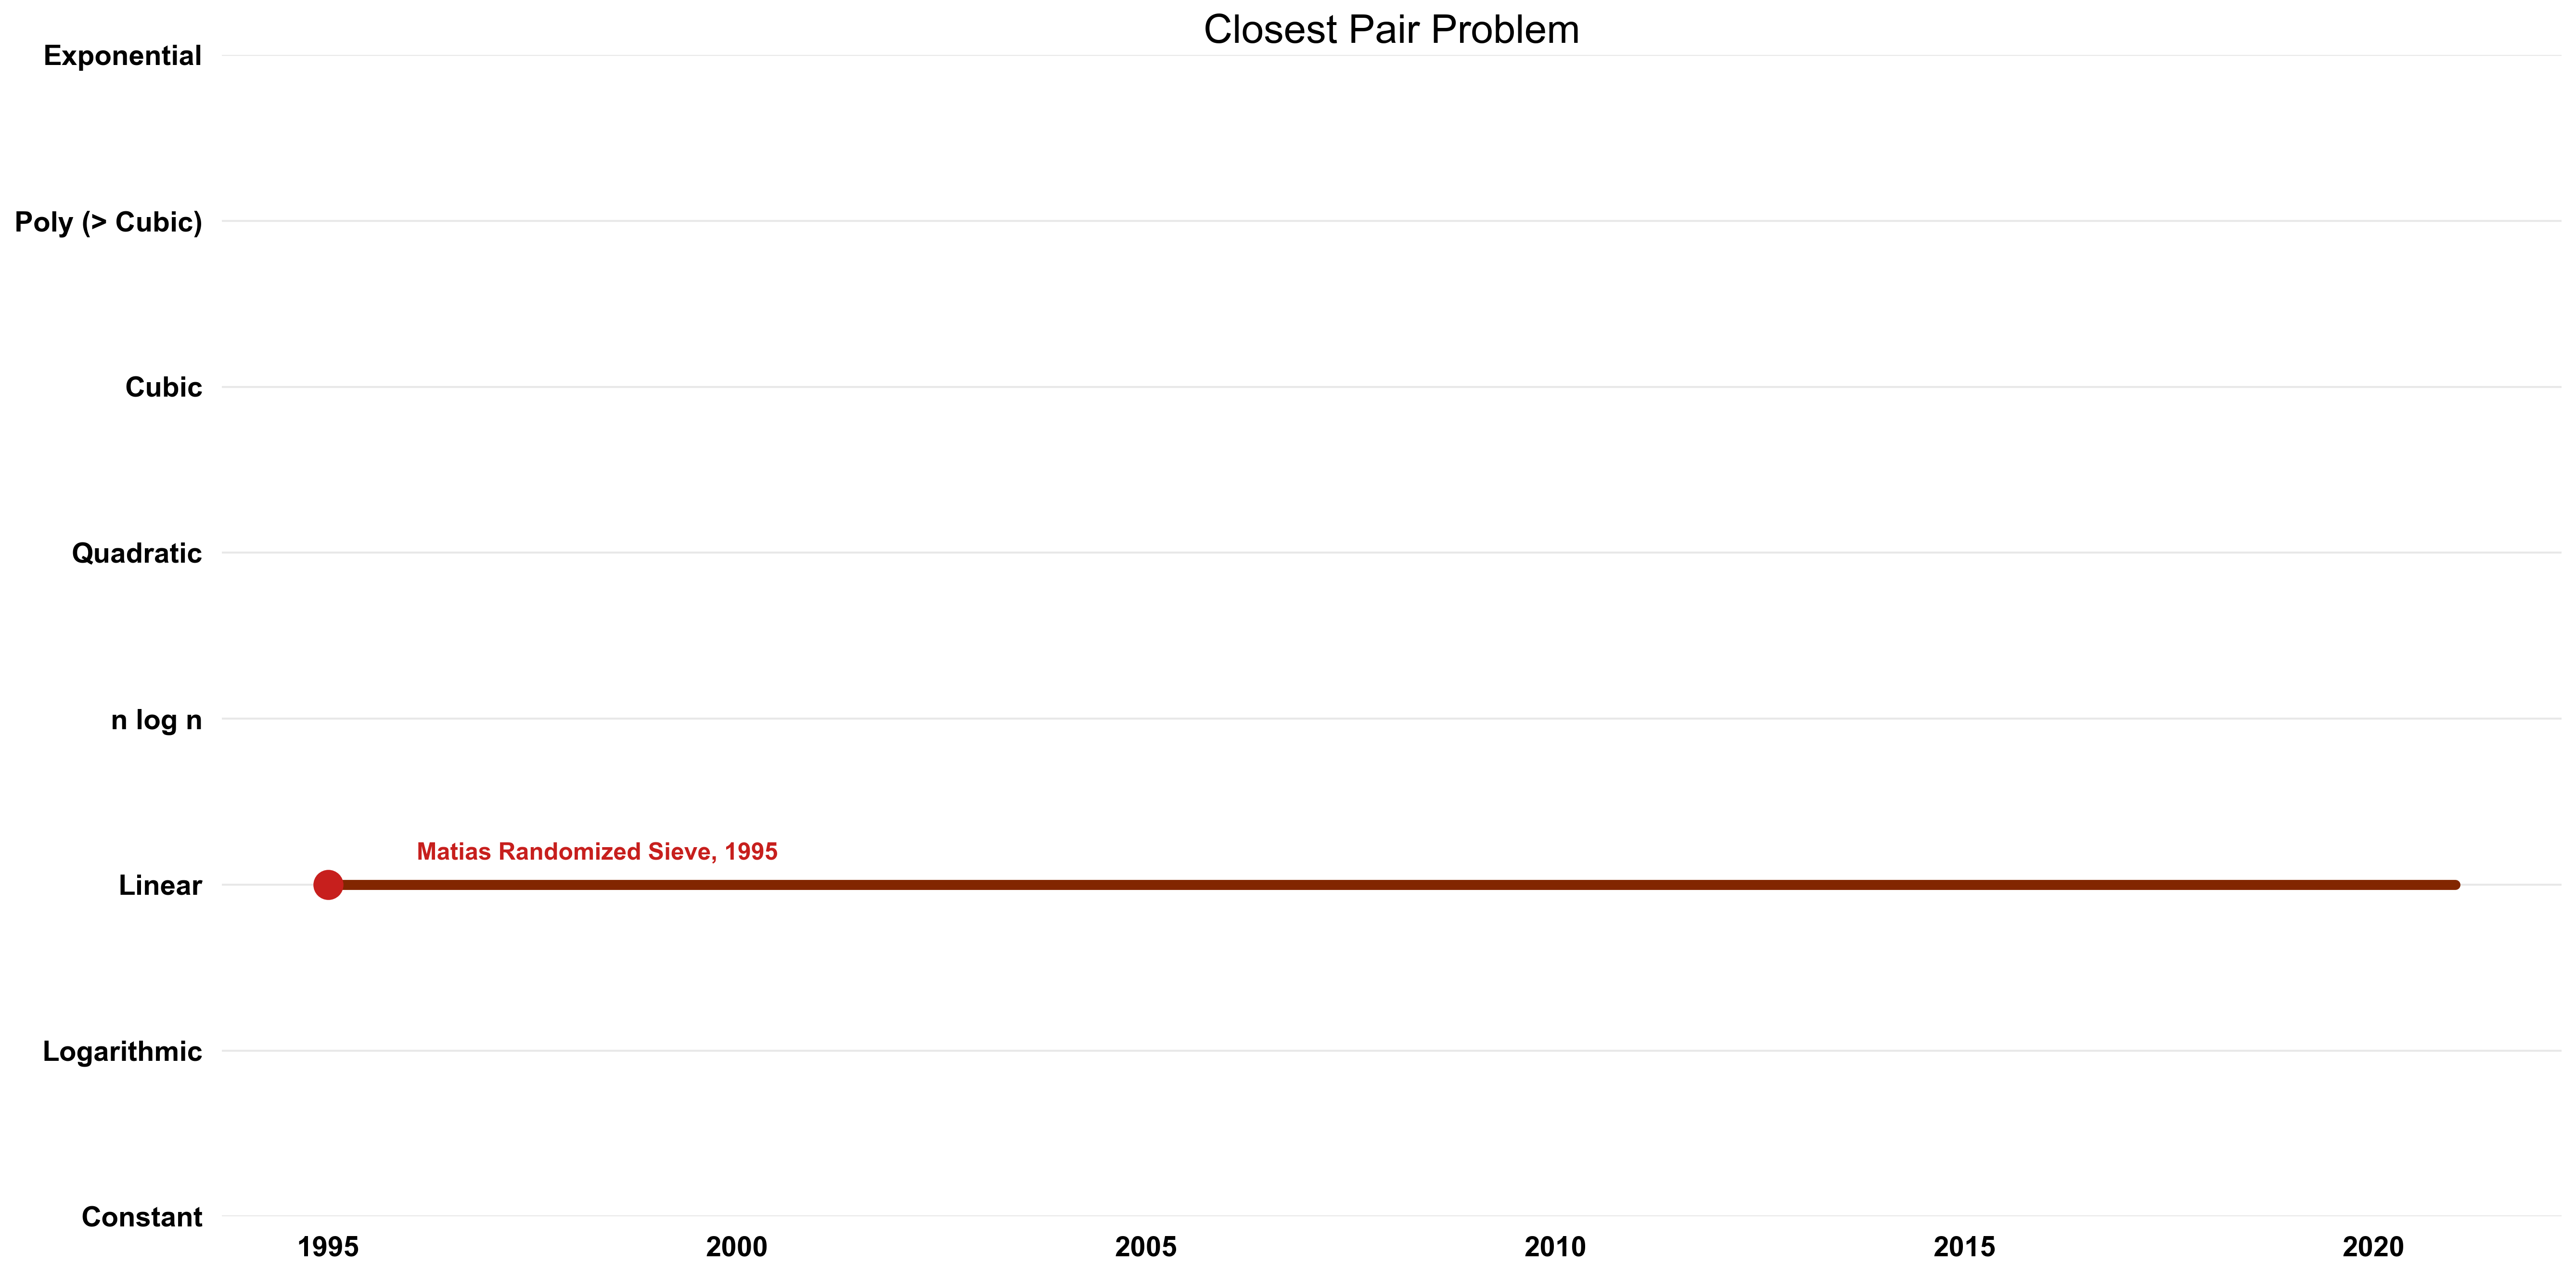 Closest Pair Problem
Exponential
Poly (> Cubic)
Cubic
Quadratic
n log n
Matias Randomized Sieve, 1995
Linear
Logarithmic
Constant
1995 2000 2005 2010 2015 2020